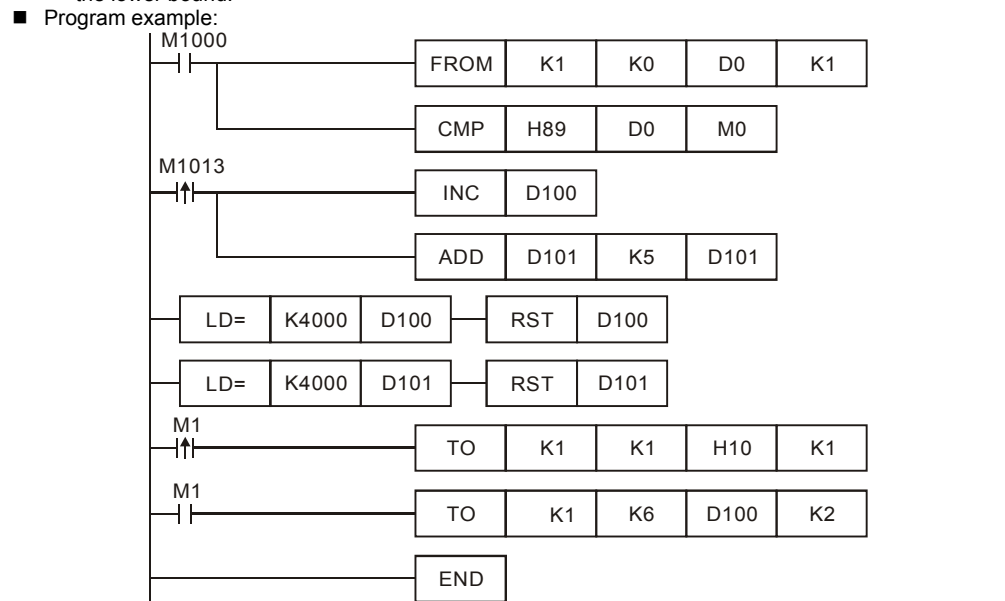 the lower bound.
■ Program example:
M1000
FROM K1 K0 D0 K1
CMP H89 D0 M0
M1013
INC D100
ADD D101 K5 D101
LD= K4000 D100 RST D100
LD= K4000 D101 RST D101
M1
TO K1 K1 H10 K1
M1
TO K1 K6 D100 K2
END